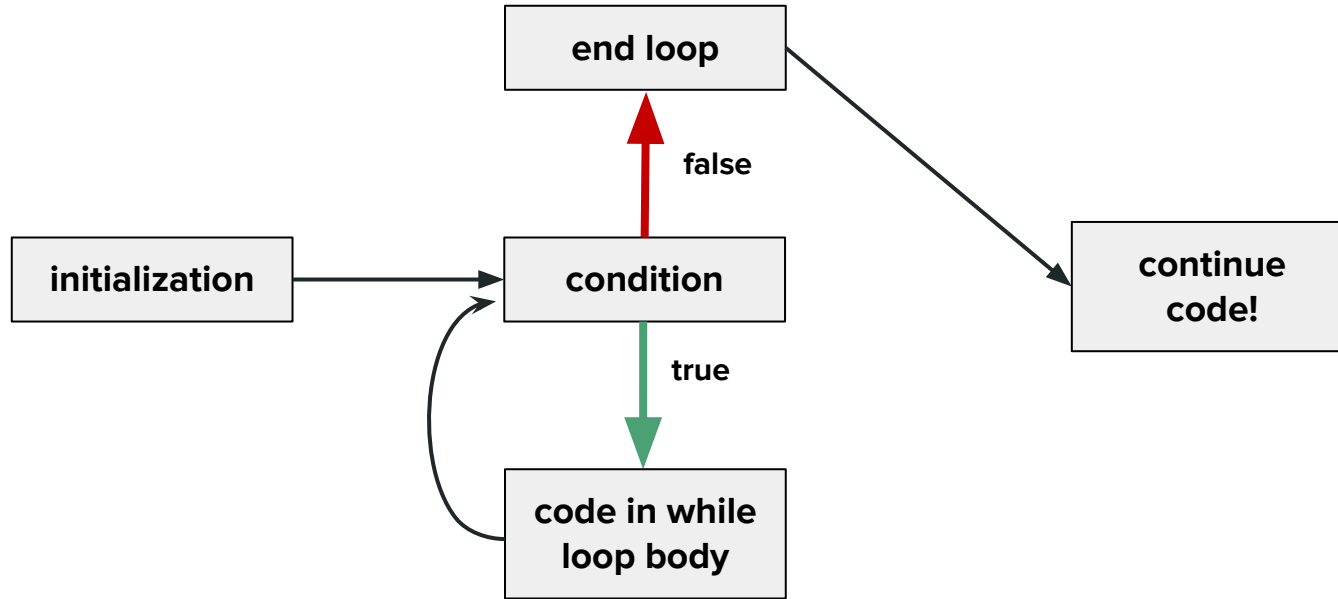 end loop
false
initialization
condition
continue
code!
true
code in while
loop body